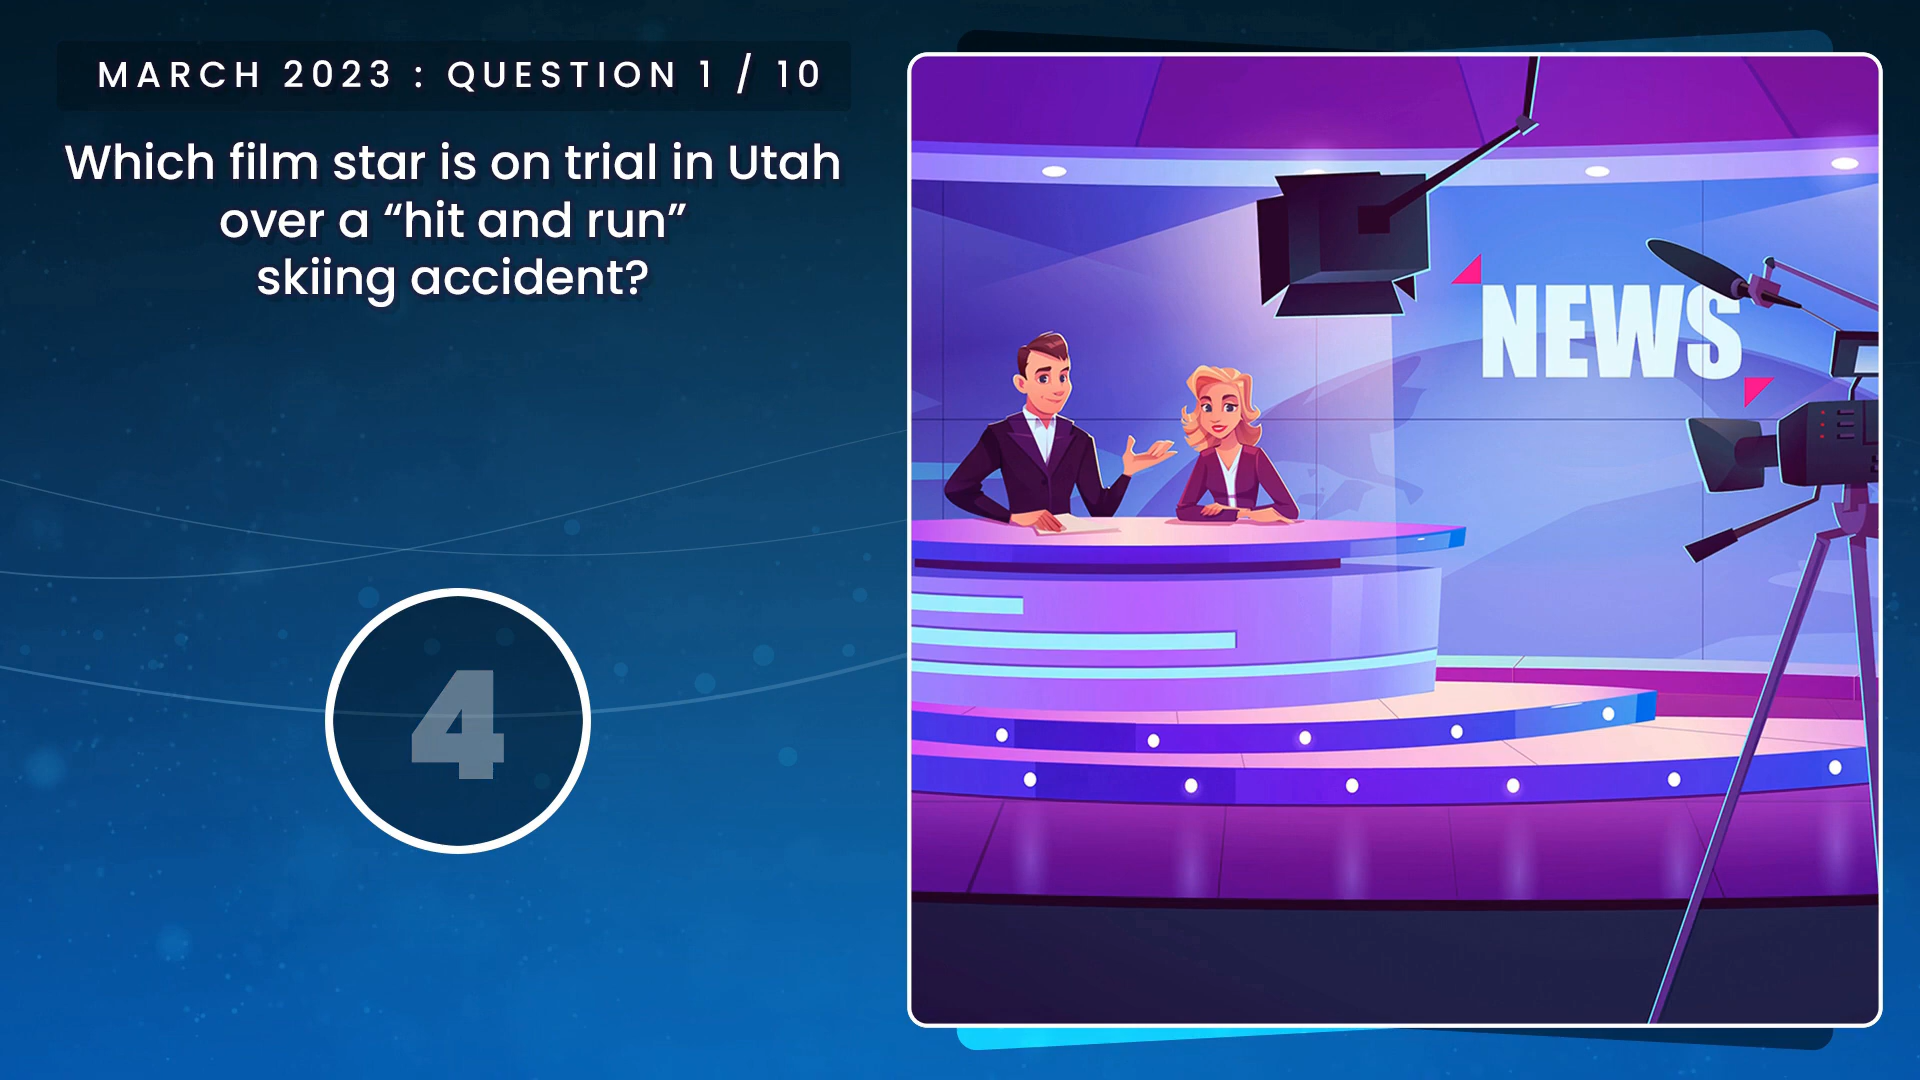 MARCH 2023 : QUESTION 1 / 10
Which film star is on trial in Utah
over a “hit and run”
skiing accident?
NEWS
4